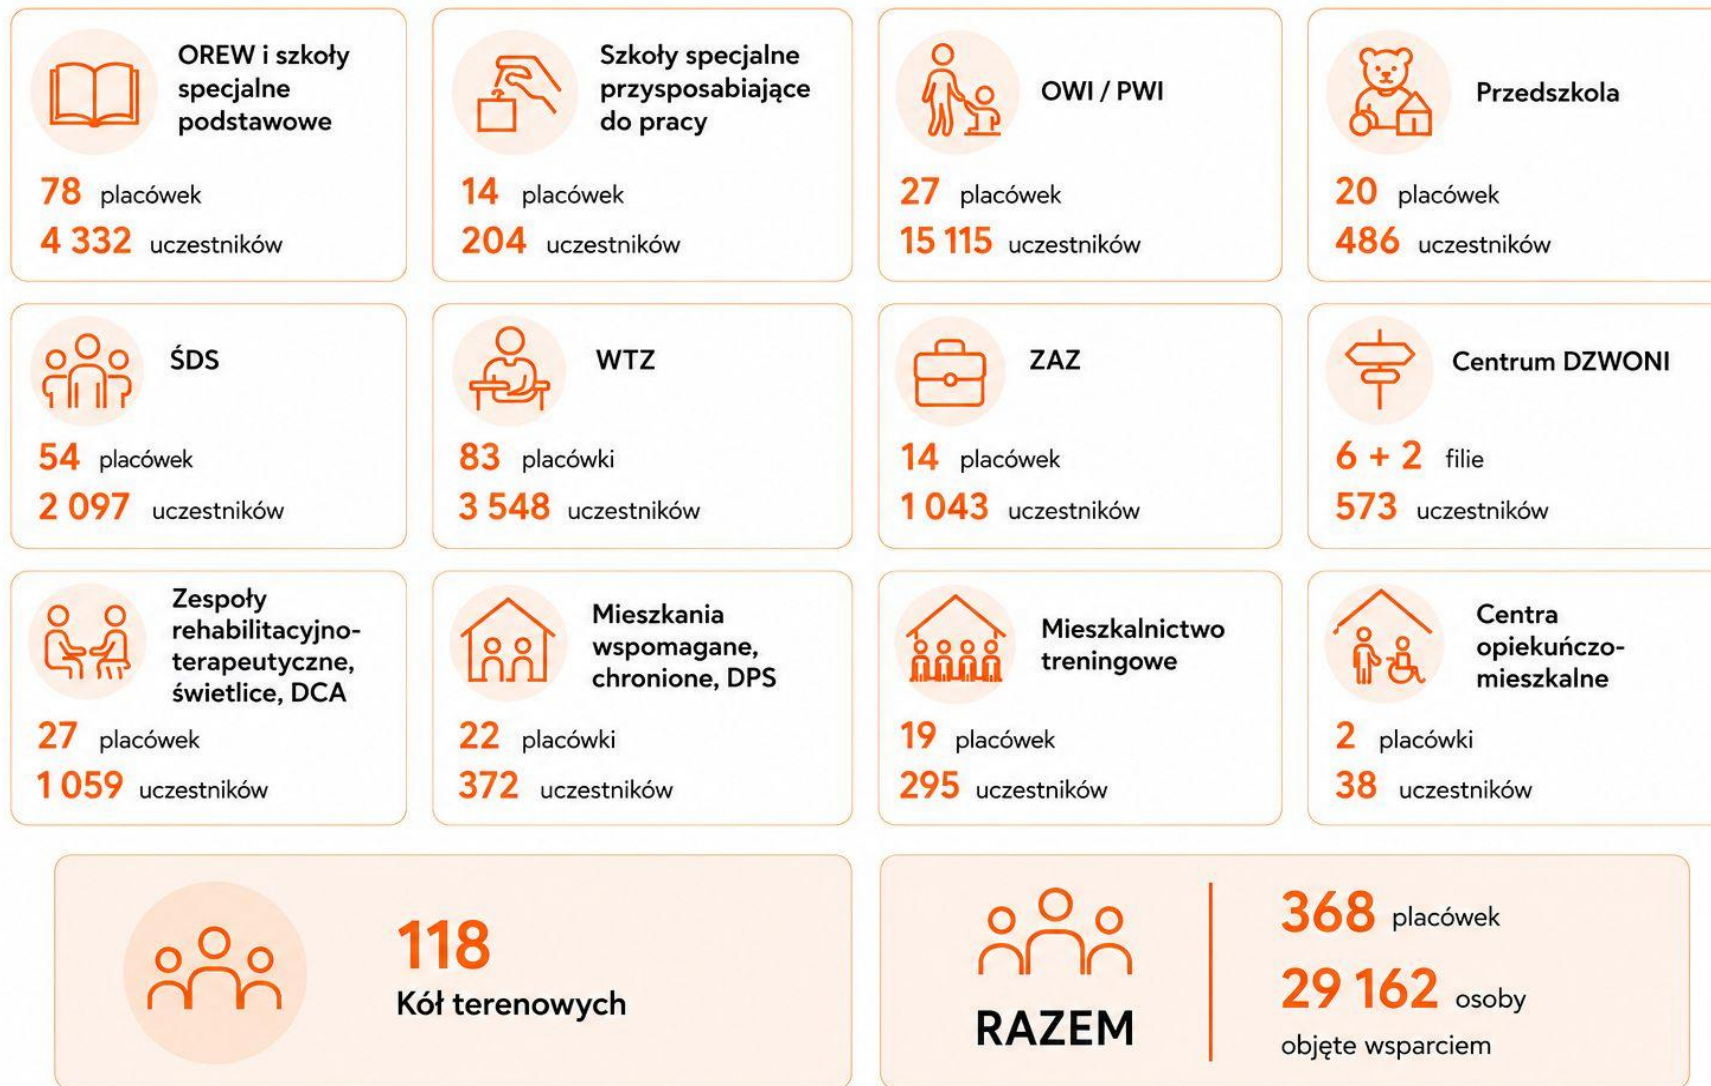 OREW i szkoły
specjalne
podstawowe
78 placówek
4 332 uczestników
Szkoły specjalne
przysposabiające
do pracy
14 placówek
204 uczestników
OWI / PWI
27 placówek
15 115 uczestników
Przedszkola
20 placówek
486 uczestników
ŚDS
54 placówek
2 097 uczestników
WTZ
83 placówki
3 548 uczestników
ZAZ
14 placówek
1 043 uczestników
Centrum DZWONI
6 + 2 filie
573 uczestników
Zespoły
rehabilitacyjno-
terapeutyczne,
świetlice, DCA
27 placówek
1 059 uczestników
Mieszkania
wspomagane,
chronione, DPS
22 placówki
372 uczestników
Mieszkalnictwo
treningowe
19 placówek
295 uczestników
Centra
opiekuńczo-
mieszkalne
2 placówki
38 uczestników
118
Kół terenowych
RAZEM
368 placówek
29 162 osoby
objęte wsparciem